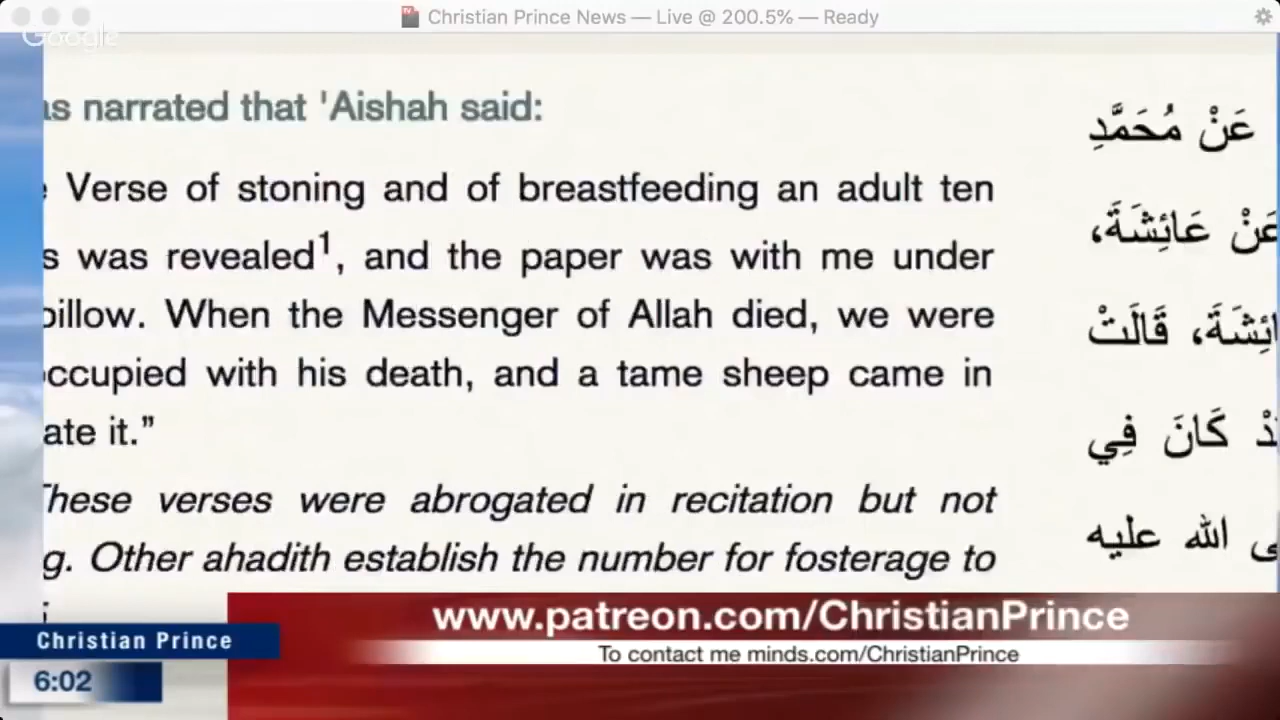 Christian Prince News — Live @ 200.5% — Ready
Google
as narrated that 'Aishah said:
Verse of stoning and of breastfeeding an adult ten
s was revealed¹, and the paper was with me under
pillow. When the Messenger of Allah died, we were
occupied with his death, and a tame sheep came in
ate it.”
These verses were abrogated in recitation but not
g. Other ahadith establish the number for fosterage to
عَنْ مُحَمَّدِ
عَنْ عَائِشَةَ،
ائِشَةَ، قَالَتْ
كَانَ فِي
الله عليه
www.patreon.com/ChristianPrince
To contact me minds.com/ChristianPrince
Christian Prince
6:02